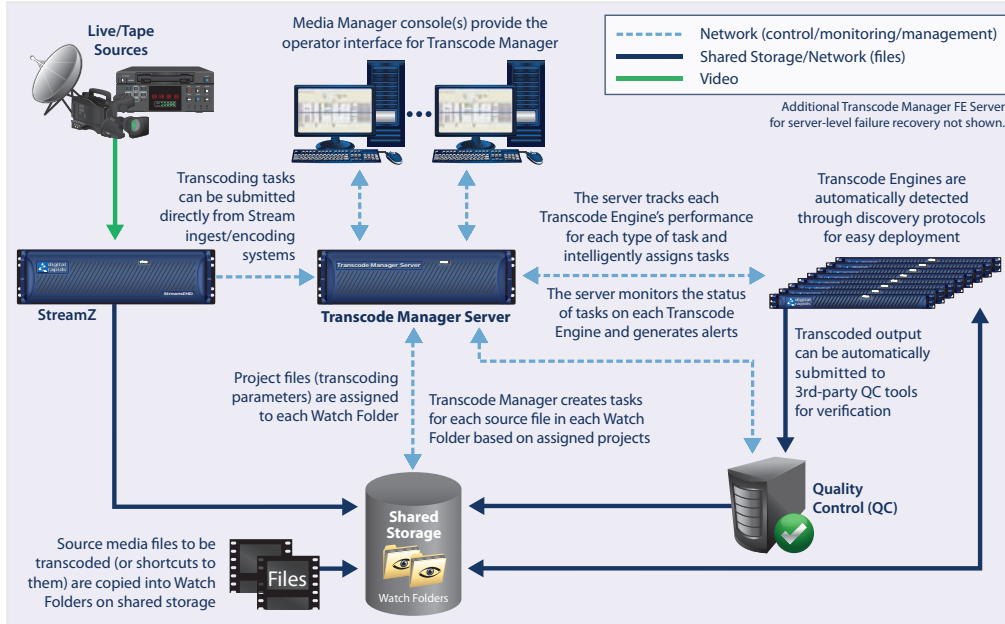 Live/Tape
Sources
Media Manager console(s) provide the
operator interface for Transcode Manager
Network (control/monitoring/management)
Shared Storage/Network (files)
Video
Additional Transcode Manager FE Server
for server-level failure recovery not shown.
Transcoding tasks
can be submitted
directly from Stream
ingest/encoding
systems
The server tracks each
Transcode Engine's performance
for each type of task and
intelligently assigns tasks
Transcode Engines are
automatically detected
through discovery protocols
for easy deployment
digital
rapids
StreamZHD
StreamZ
Transcode Manager Server
Transcode Manager Server
The server monitors the status
of tasks on each Transcode
Engine and generates alerts
digital
rapids
Transcoded output
can be automatically
submitted to
3rd-party QC tools
for verification
Project files (transcoding
parameters) are assigned
to each Watch Folder
Transcode Manager creates tasks
for each source file in each Watch
Folder based on assigned projects
Quality
Control (QC)
Shared
Storage
Watch Folders
Source media files to be
transcoded (or shortcuts to
them) are copied into Watch
Folders on shared storage
Files